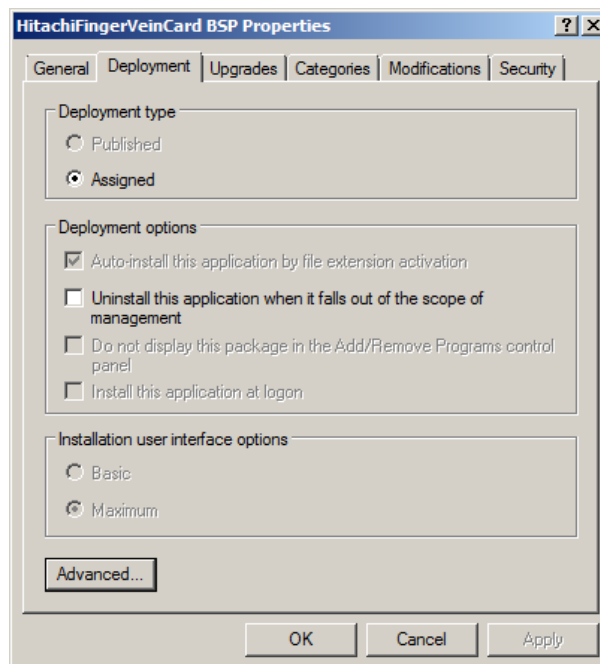 HitachiFingerVeinCard BSP Properties
General Deployment Upgrades Categories Modifications Security
Deployment type
Published
Assigned
Deployment options
Auto-install this application by file extension activation
Uninstall this application when it falls out of the scope of
management
Do not display this package in the Add/Remove Programs control
panel
Install this application at logon
Installation user interface options
Basic
Maximum
Advanced...
OK Cancel Apply